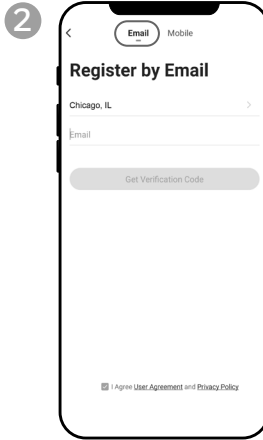 2
Email Mobile
Register by Email
Chicago, IL
Email
Get Verification Code
I Agree User Agreement and Privacy Policy